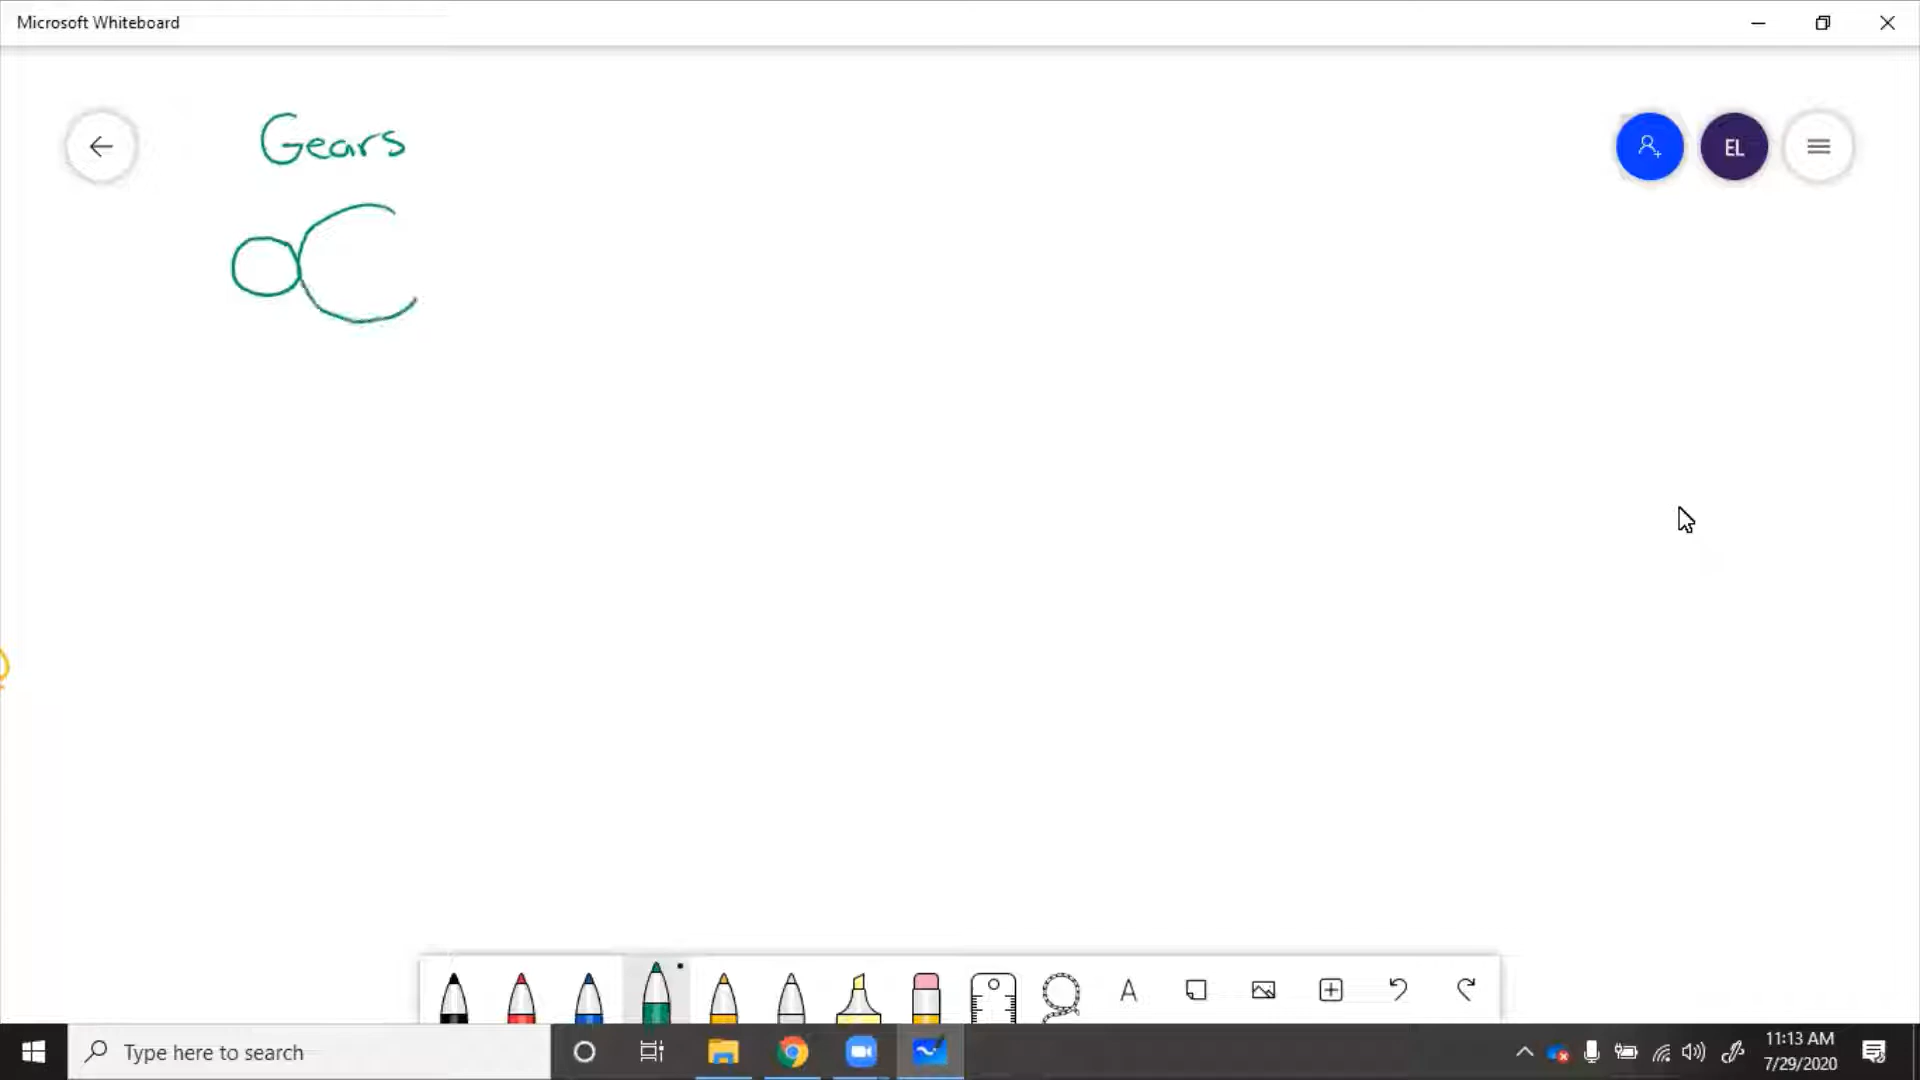 Microsoft Whiteboard
Gears
EL
A
Type here to search
11:13 AM
7/29/2020